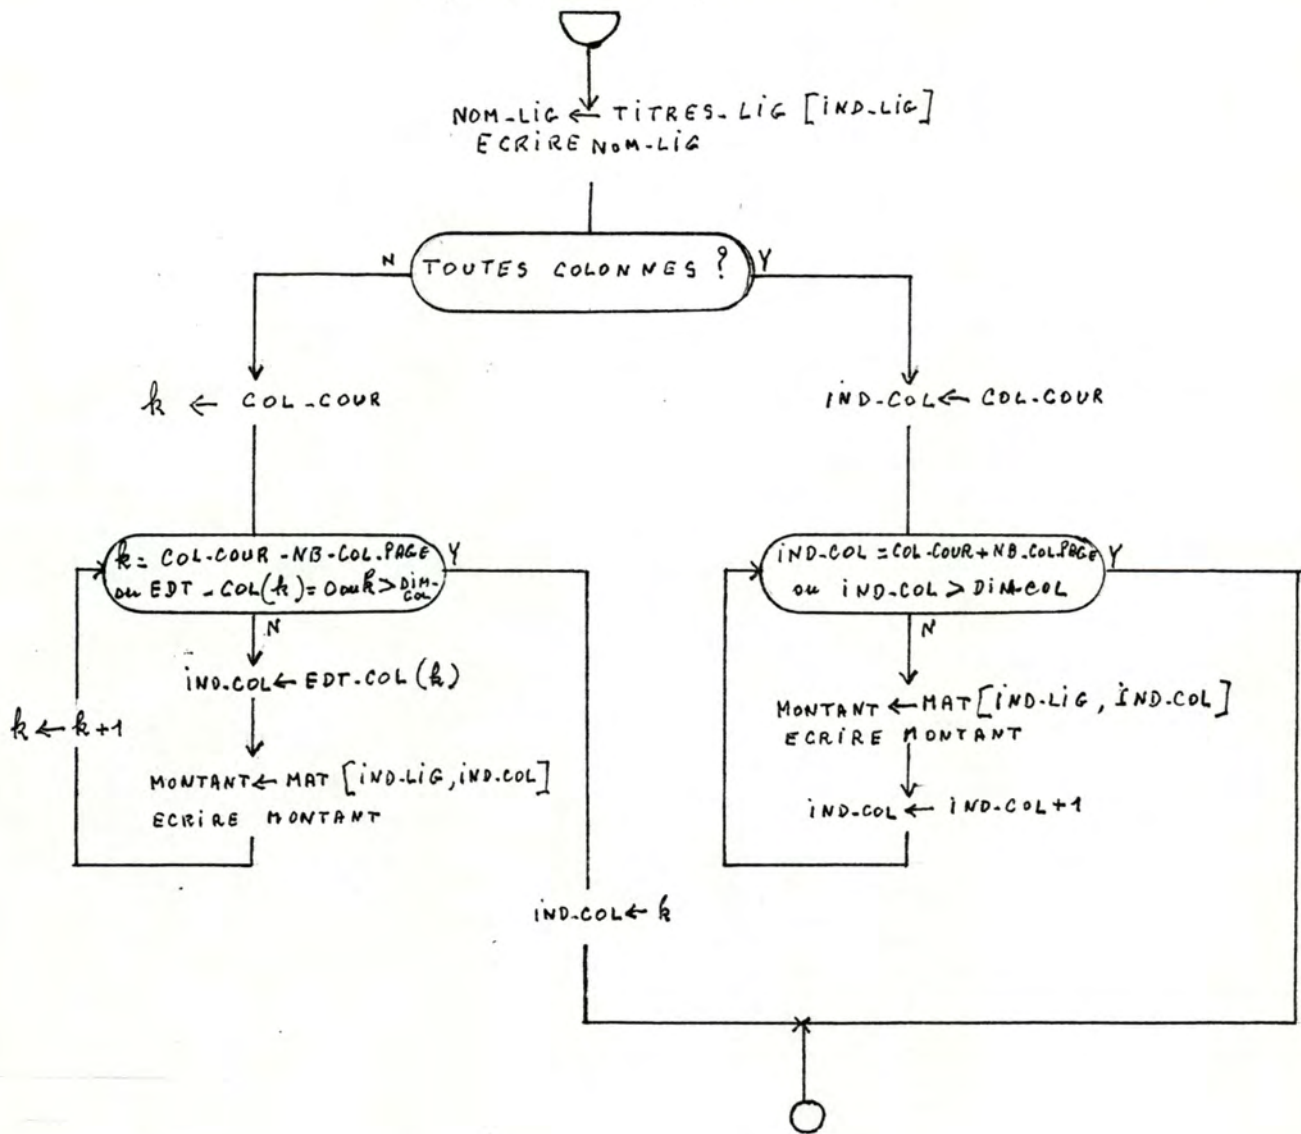 NOM-LIG ← TITRES-LIG [IND-LIG]
ECRIRE NOM-LIG
TOUTES COLONNES ?
N
Y
k ← COL-COUR
IND-COL ← COL-COUR
k = COL-COUR - NB-COL.PAGE
ou EDT-COL(k) = 0 ou k > DIM-COL
Y
N
IND-COL ← EDT-COL(k)
k ← k+1
MONTANT ← MAT [IND-LIG, IND-COL]
ECRIRE MONTANT
IND-COL ← k
IND-COL = COL-COUR + NB-COL.PAGE
ou IND-COL > DIM-COL
Y
N
MONTANT ← MAT [IND-LIG, IND-COL]
ECRIRE MONTANT
IND-COL ← IND-COL+1